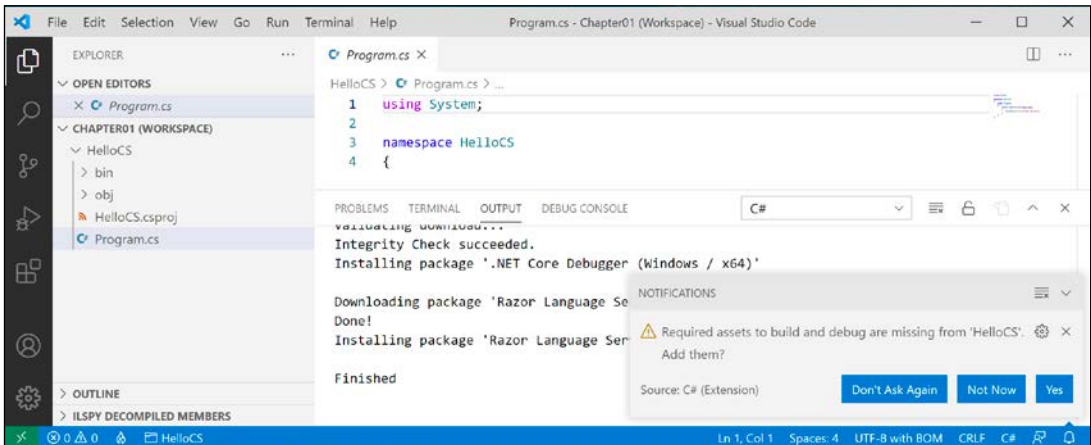 File Edit Selection View Go Run Terminal Help Program.cs - Chapter01 (Workspace) - Visual Studio Code
EXPLORER
OPEN EDITORS
Program.cs
CHAPTER01 (WORKSPACE)
HelloCS
bin
obj
HelloCS.csproj
Program.cs
OUTLINE
ILSPY DECOMPILED MEMBERS
Program.cs
HelloCS > Program.cs > ...
1 using System;
2
3 namespace HelloCS
4 {
PROBLEMS TERMINAL OUTPUT DEBUG CONSOLE C#
Validating download...
Integrity Check succeeded.
Installing package '.NET Core Debugger (Windows / x64)'
Downloading package 'Razor Language Se
Done!
Installing package 'Razor Language Ser
Finished
NOTIFICATIONS
Required assets to build and debug are missing from 'HelloCS'.
Add them?
Source: C# (Extension) Don't Ask Again Not Now Yes
0 0 HelloCS Ln 1, Col 1 Spaces: 4 UTF-8 with BOM CRLF C#